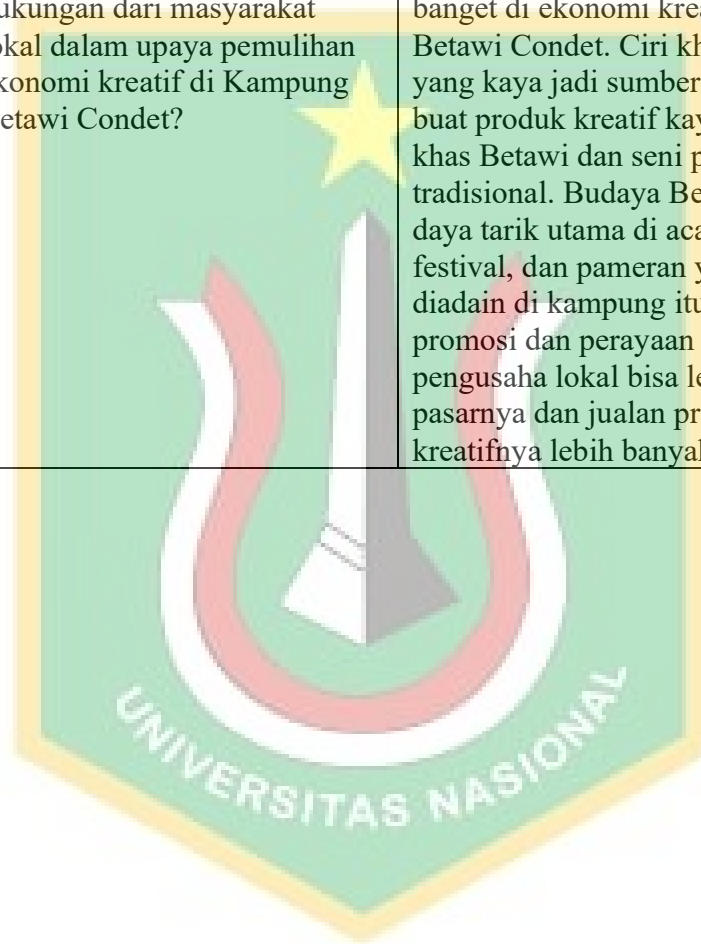 ukungan dari masyarakat
okal dalam upaya pemulihan
konomi kreatif di Kampung
etawi Condet?
banget di ekonomi krea
Betawi Condet. Ciri kh
yang kaya jadi sumber
buat produk kreatif kay
khas Betawi dan seni p
tradisional. Budaya Be
daya tarik utama di aca
festival, dan pameran y
diadain di kampung itu
promosi dan perayaan
pengusaha lokal bisa le
pasarnya dan jualan pr
kreatifnya lebih banyak
UNIVERSITAS NASIONAL